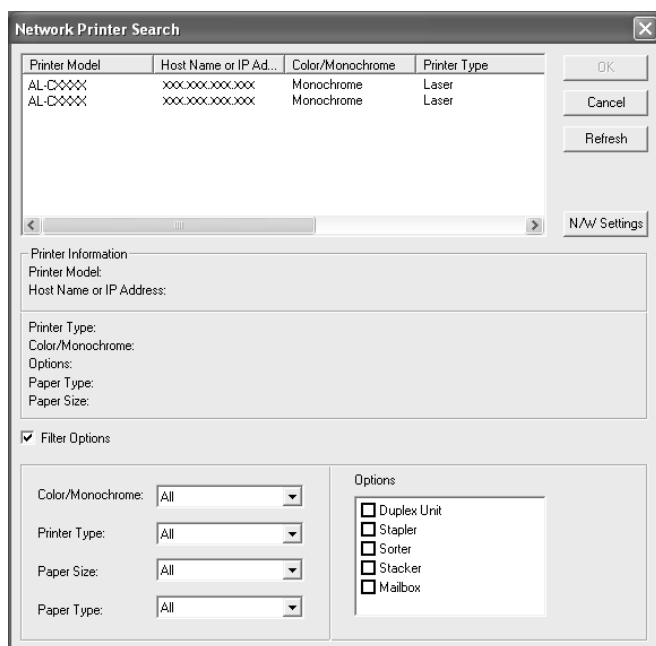 Network Printer Search
Printer Model Host Name or IP Ad... Color/Monochrome Printer Type
AL-CXXXX xxx.xxx.xxx.xxx Monochrome Laser
AL-CXXXX xxx.xxx.xxx.xxx Monochrome Laser
OK
Cancel
Refresh
N/W Settings
Printer Information
Printer Model:
Host Name or IP Address:
Printer Type:
Color/Monochrome:
Options:
Paper Type:
Paper Size:
Filter Options
Color/Monochrome: All
Printer Type: All
Paper Size: All
Paper Type: All
Options
Duplex Unit
Stapler
Sorter
Stacker
Mailbox